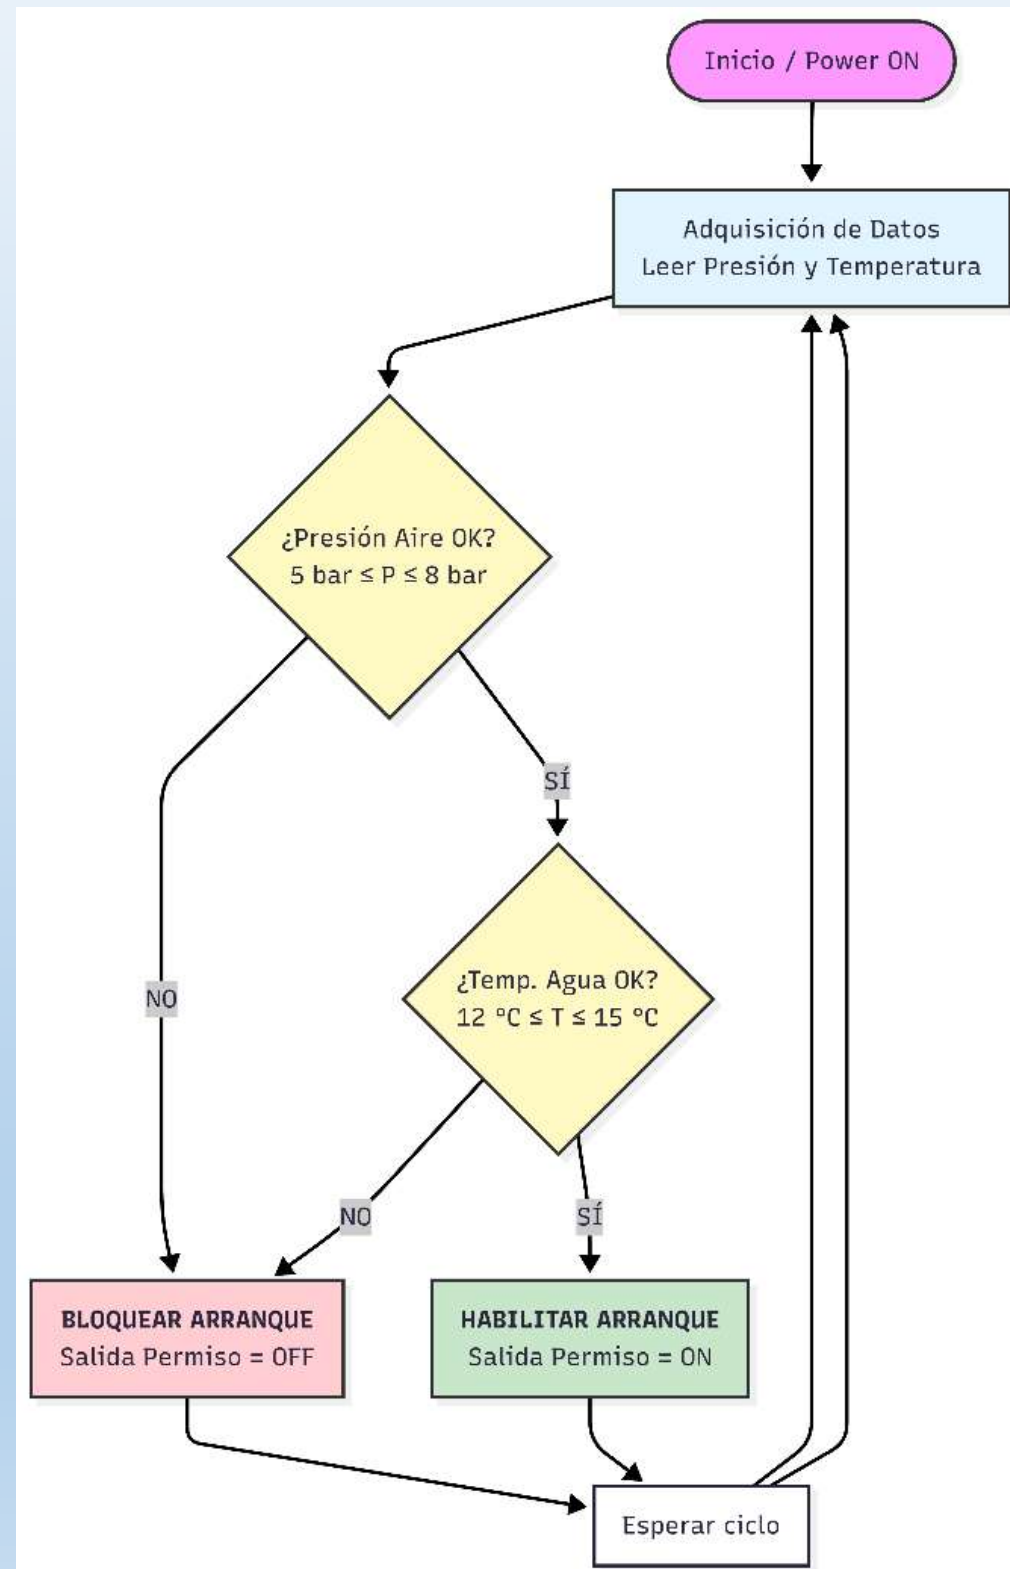 Inicio / Power ON
Adquisición de Datos
Leer Presión y Temperatura
¿Presión Aire OK?
5 bar ≤ P ≤ 8 bar
SÍ
¿Temp. Agua OK?
12 °C ≤ T ≤ 15 °C
NO
NO
SÍ
BLOQUEAR ARRANQUE
Salida Permiso = OFF
HABILITAR ARRANQUE
Salida Permiso = ON
Esperar ciclo